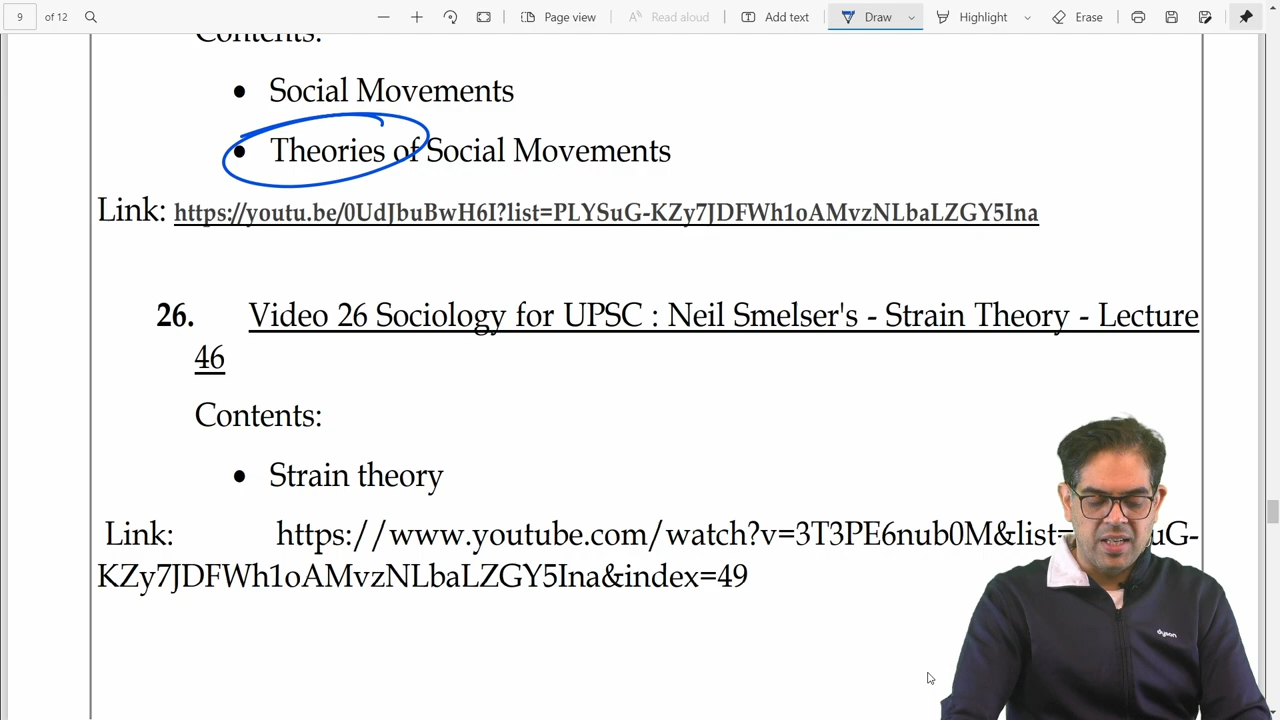 9 of 12 Page view Read aloud Add text Draw Highlight Erase
Contents:
• Social Movements
• Theories of Social Movements
Link: https://youtu.be/0UdJbuBwH6I?list=PLYSuG-KZy7JDFWh1oAMvzNLbaLZGY5Ina
26. Video 26 Sociology for UPSC : Neil Smelser's - Strain Theory - Lecture
46
Contents:
• Strain theory
Link: https://www.youtube.com/watch?v=3T3PE6nub0M&list= uG-
KZy7JDFWh1oAMvzNLbaLZGY5Ina&index=49
dyson